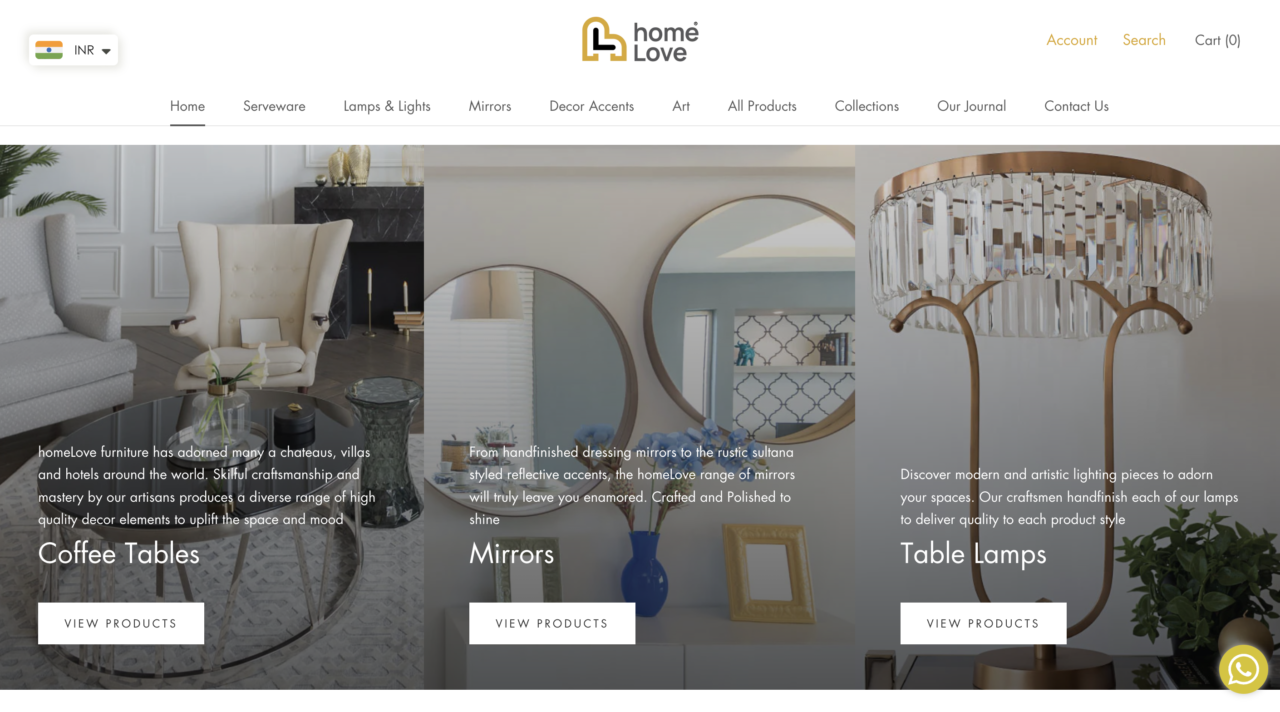 INR
home
Love
Account
Search
Cart (0)
Home
Serveware
Lamps & Lights
Mirrors
Decor Accents
Art
All Products
Collections
Our Journal
Contact Us
homeLove furniture has adorned many a chateaus, villas
and hotels around the world. Skilful craftsmanship and
mastery by our artisans produces a diverse range of high
quality decor elements to uplift the space and mood
Coffee Tables
VIEW PRODUCTS
From handfinished dressing mirrors to the rustic sultana
styled reflective accents, the homeLove range of mirrors
will truly leave you enamored. Crafted and Polished to
shine
Mirrors
VIEW PRODUCTS
Discover modern and artistic lighting pieces to adorn
your spaces. Our craftsmen handfinish each of our lamps
to deliver quality to each product style
Table Lamps
VIEW PRODUCTS